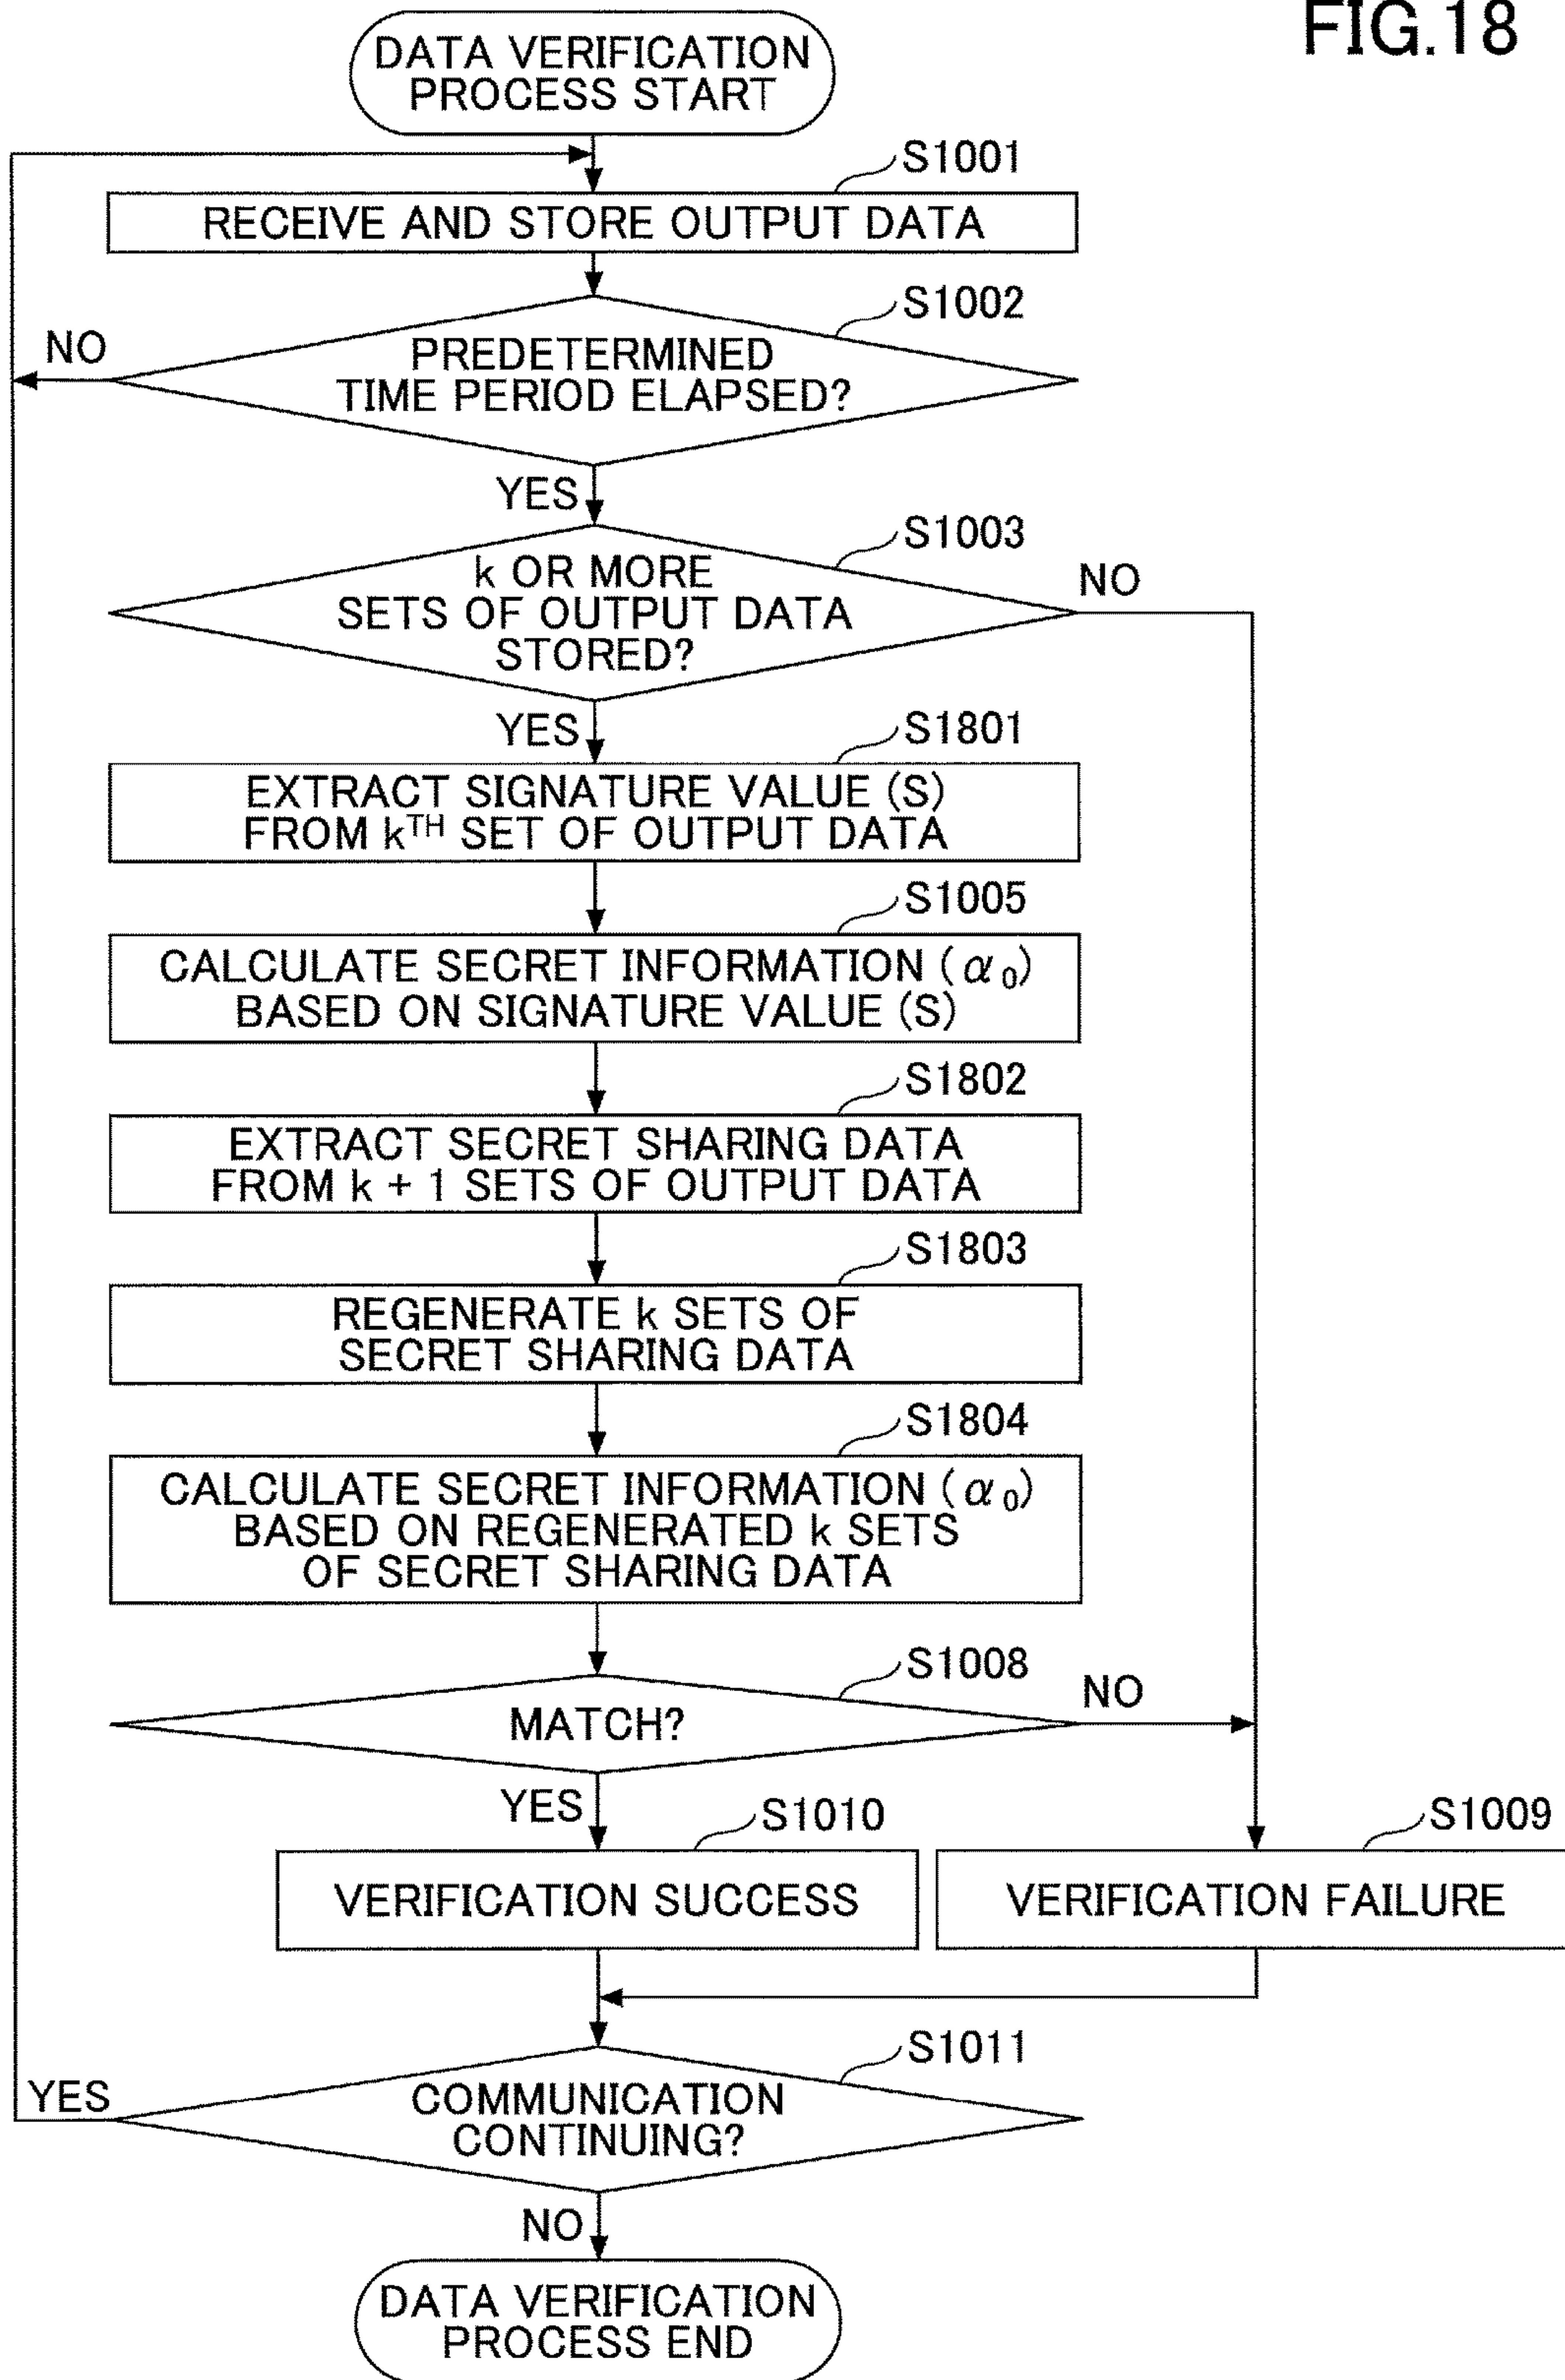 FIG.18
DATA VERIFICATION
PROCESS START
S1001
RECEIVE AND STORE OUTPUT DATA
S1002
PREDETERMINED
TIME PERIOD ELAPSED?
NO
YES
S1003
k OR MORE
SETS OF OUTPUT DATA
STORED?
NO
YES
S1801
EXTRACT SIGNATURE VALUE (S)
FROM kTH SET OF OUTPUT DATA
S1005
CALCULATE SECRET INFORMATION (α0)
BASED ON SIGNATURE VALUE (S)
S1802
EXTRACT SECRET SHARING DATA
FROM k + 1 SETS OF OUTPUT DATA
S1803
REGENERATE k SETS OF
SECRET SHARING DATA
S1804
CALCULATE SECRET INFORMATION (α0)
BASED ON REGENERATED k SETS
OF SECRET SHARING DATA
S1008
MATCH?
NO
YES
S1010
VERIFICATION SUCCESS
S1009
VERIFICATION FAILURE
S1011
COMMUNICATION
CONTINUING?
YES
NO
DATA VERIFICATION
PROCESS END